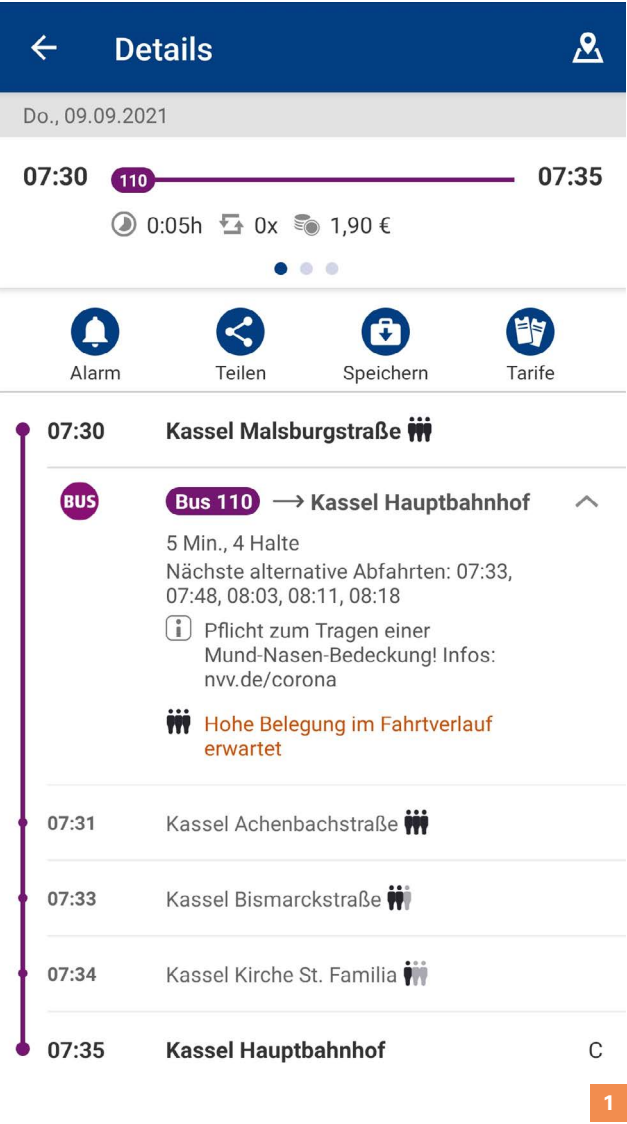 Details
Do., 09.09.2021
07:30 110 07:35
0:05h 0x 1,90 €
Alarm Teilen Speichern Tarife
07:30 Kassel Malsburgstraße
BUS Bus 110 → Kassel Hauptbahnhof
5 Min., 4 Halte
Nächste alternative Abfahrten: 07:33,
07:48, 08:03, 08:11, 08:18
i Pflicht zum Tragen einer
Mund-Nasen-Bedeckung! Infos:
nvv.de/corona
Hohe Belegung im Fahrtverlauf
erwartet
07:31 Kassel Achenbachstraße
07:33 Kassel Bismarckstraße
07:34 Kassel Kirche St. Familia
07:35 Kassel Hauptbahnhof C
1